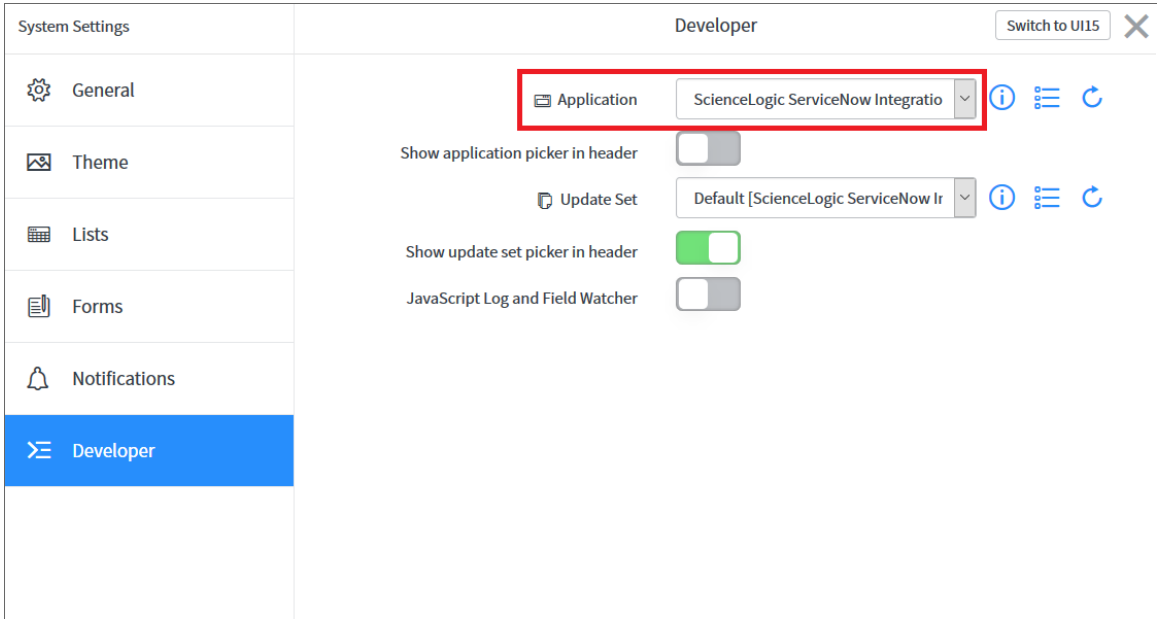 System Settings
Developer
Switch to UI15
General
Theme
Lists
Forms
Notifications
Developer
Application
ScienceLogic ServiceNow Integratio
Show application picker in header
Update Set
Default [ScienceLogic ServiceNow Ir
Show update set picker in header
JavaScript Log and Field Watcher